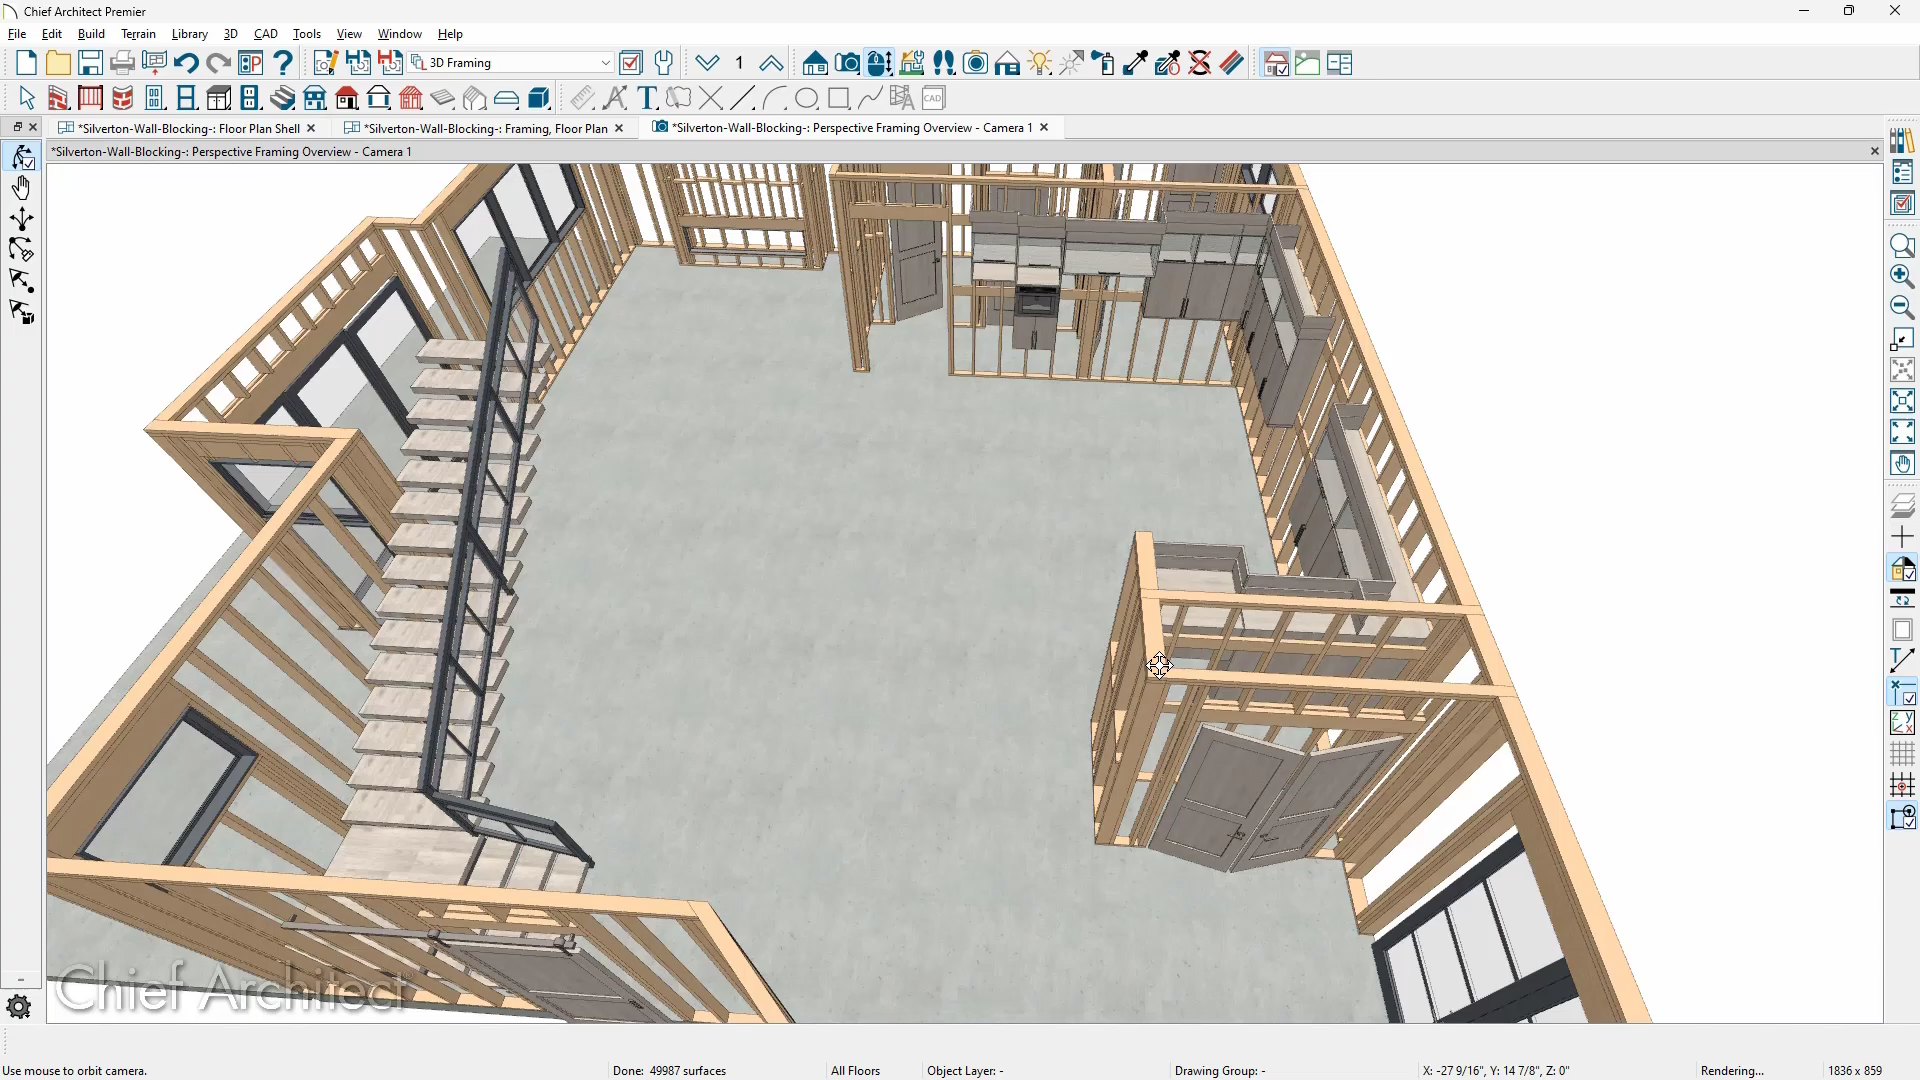 Chief Architect Premier
File Edit Build Terrain Library 3D CAD Tools View Window Help
3D Framing 1
T CAD
*Silverton-Wall-Blocking-: Floor Plan Shell *Silverton-Wall-Blocking-: Framing, Floor Plan *Silverton-Wall-Blocking-: Perspective Framing Overview - Camera 1
*Silverton-Wall-Blocking-: Perspective Framing Overview - Camera 1
Chief Architect
Use mouse to orbit camera. Done: 49987 surfaces All Floors Object Layer: - Drawing Group: - X: -27 9/16", Y: 14 7/8", Z: 0" Rendering... 1836 x 859